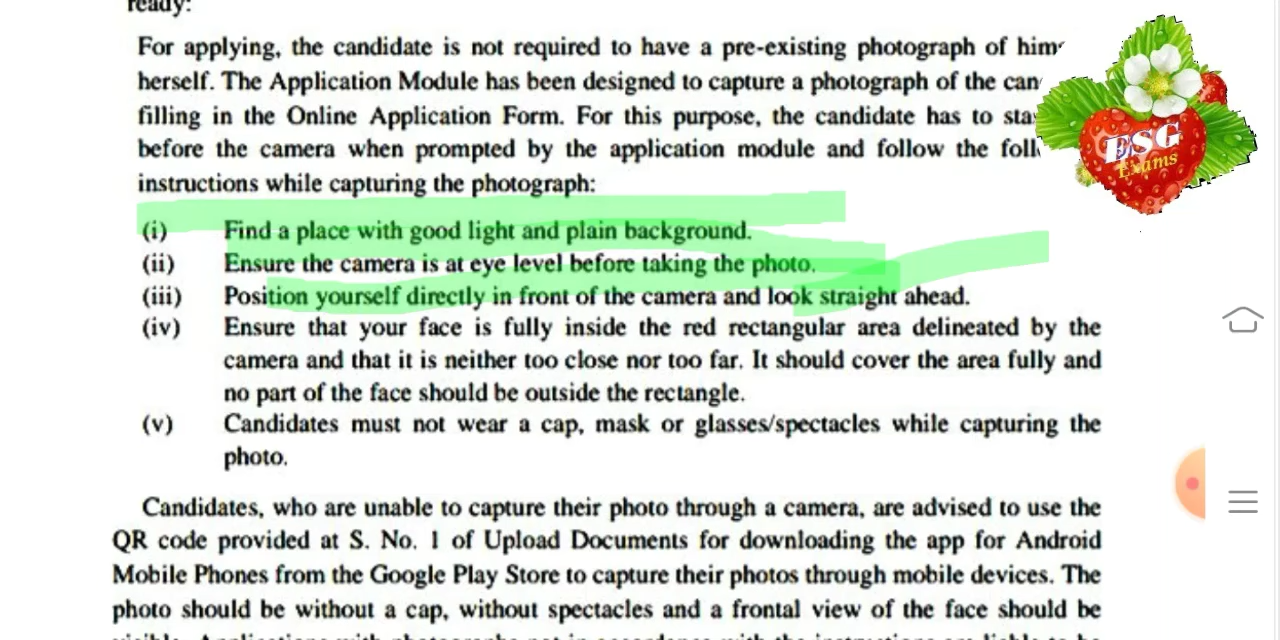 ready:
For applying, the candidate is not required to have a pre-existing photograph of
herself. The Application Module has been designed to capture a photograph of the
filling in the Online Application Form. For this purpose, the candidate has to
before the camera when prompted by the application module and follow the
instructions while capturing the photograph:
(i) Find a place with good light and plain background.
(ii) Ensure the camera is at eye level before taking the photo.
(iii) Position yourself directly in front of the camera and look straight ahead.
(iv) Ensure that your face is fully inside the red rectangular area delineated by the
camera and that it is neither too close nor too far. It should cover the area fully and
no part of the face should be outside the rectangle.
(v) Candidates must not wear a cap, mask or glasses/spectacles while capturing the
photo.
Candidates, who are unable to capture their photo through a camera, are advised to use the
QR code provided at S. No. 1 of Upload Documents for downloading the app for Android
Mobile Phones from the Google Play Store to capture their photos through mobile devices. The
photo should be without a cap, without spectacles and a frontal view of the face should be
ESG
Exams